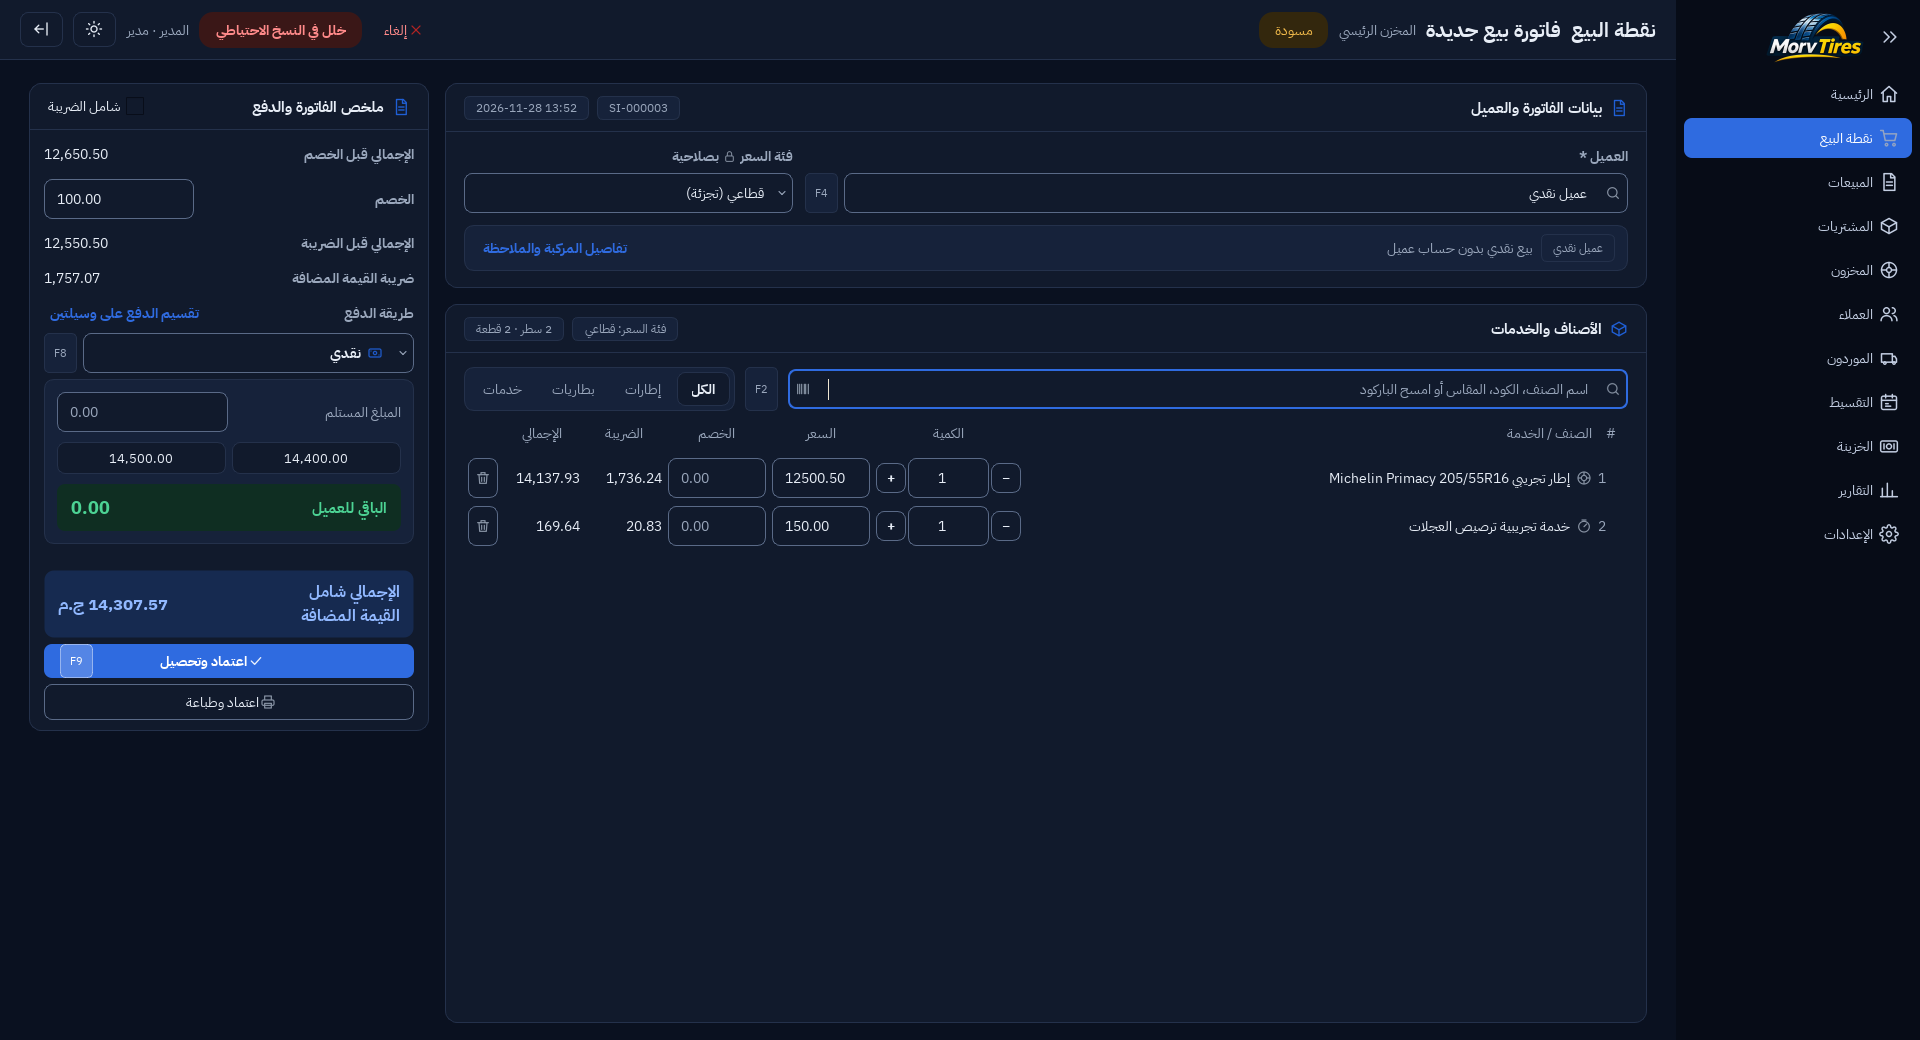 Morv Tires
الرئيسية
نقطة البيع
المبيعات
المشتريات
المخزون
العملاء
الموردون
التقسيط
الخزينة
التقارير
الإعدادات
نقطة البيع فاتورة بيع جديدة المخزن الرئيسي مسودة
إلغاء خلل في النسخ الاحتياطي المدير · مدير
بيانات الفاتورة والعميل SI-000003 2026-11-28 13:52
العميل * فئة السعر بصلاحية
عميل نقدي F4 قطاعي (تجزئة)
عميل نقدي بيع نقدي بدون حساب عميل تفاصيل المركبة والملاحظة
الأصناف والخدمات فئة السعر: قطاعي 2 سطر · 2 قطعة
اسم الصنف، الكود، المقاس أو امسح الباركود F2 الكل إطارات بطاريات خدمات
# الصنف / الخدمة الكمية السعر الخصم الضريبة الإجمالي
1 إطار تجريبي Michelin Primacy 205/55R16 − 1 + 12500.50 0.00 1,736.24 14,137.93
2 خدمة تجريبية ترصيص العجلات − 1 + 150.00 0.00 20.83 169.64
ملخص الفاتورة والدفع شامل الضريبة
الإجمالي قبل الخصم 12,650.50
الخصم 100.00
الإجمالي قبل الضريبة 12,550.50
ضريبة القيمة المضافة 1,757.07
طريقة الدفع تقسيم الدفع على وسيلتين
نقدي F8
المبلغ المستلم 0.00
14,400.00 14,500.00
الباقي للعميل 0.00
الإجمالي شامل
القيمة المضافة 14,307.57 ج.م
اعتماد وتحصيل F9
اعتماد وطباعة